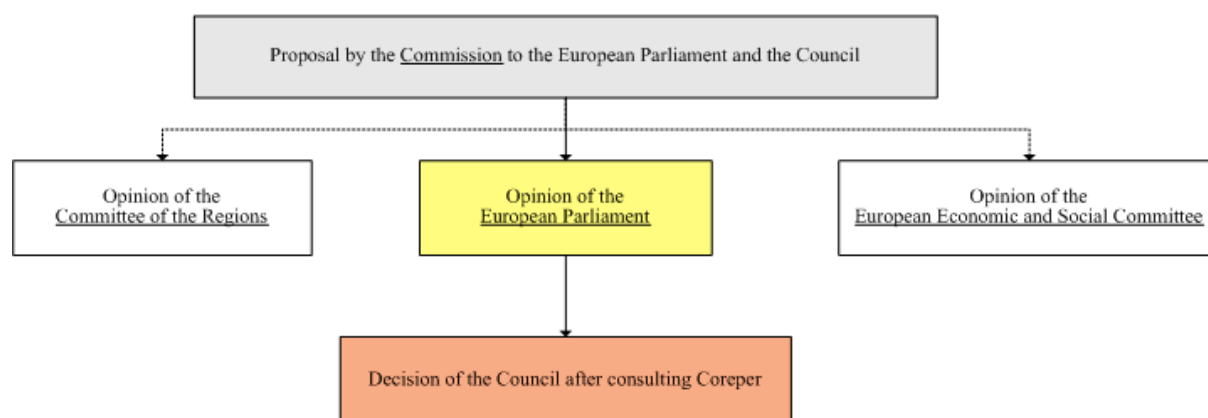 Proposal by the Commission to the European Parliament and the Council
Opinion of the
Committee of the Regions
Opinion of the
European Parliament
Opinion of the
European Economic and Social Committee
Decision of the Council after consulting Coreper